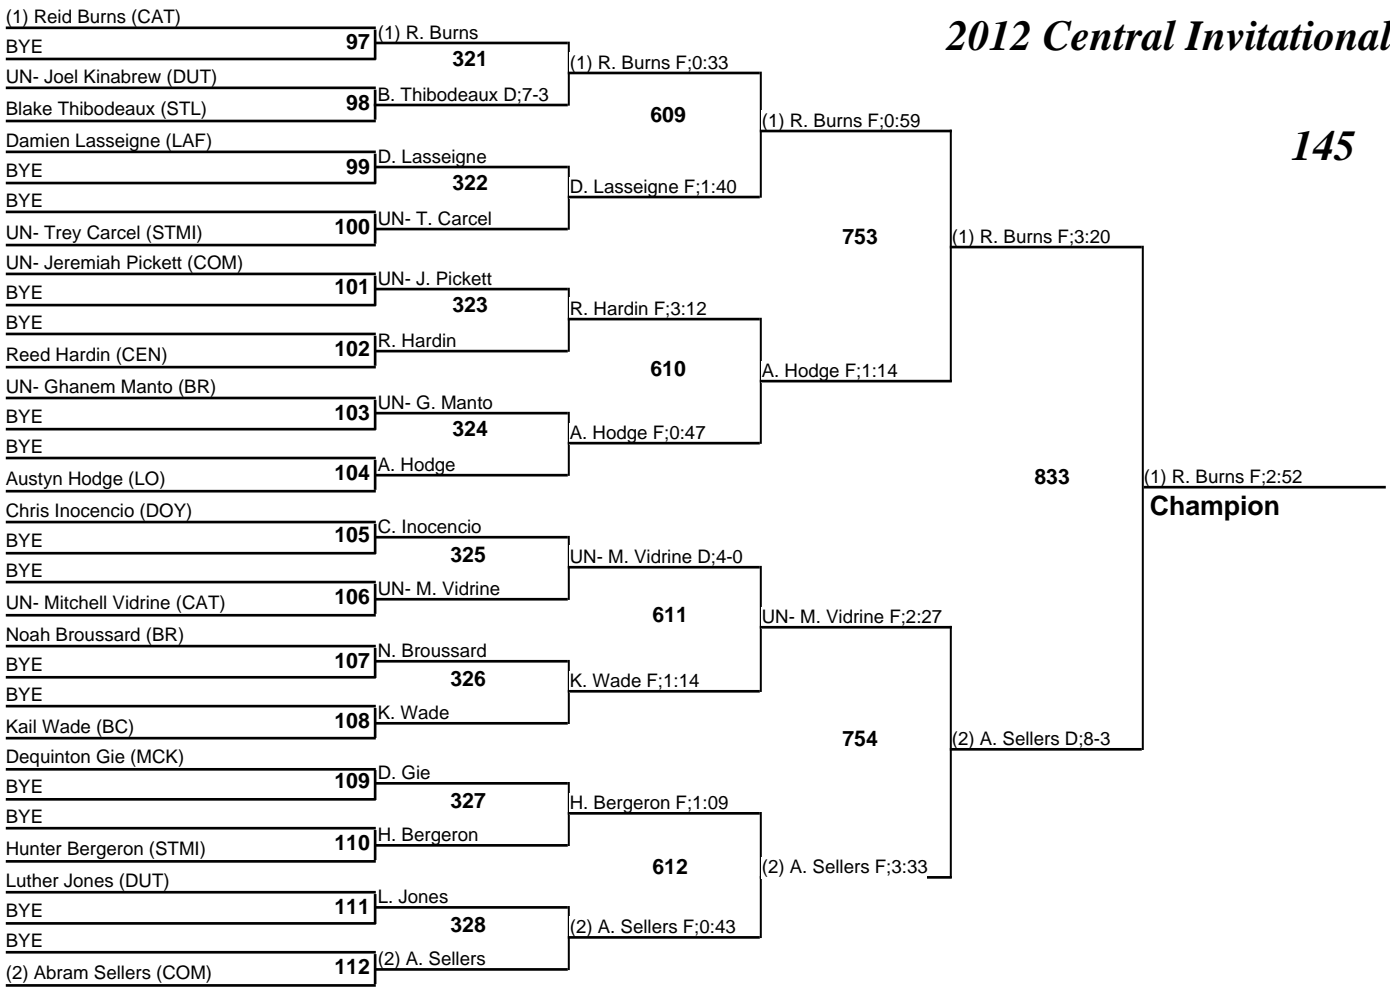 2012 Central Invitational
145
(1) Reid Burns (CAT)
BYE
UN- Joel Kinabrew (DUT)
Blake Thibodeaux (STL)
Damien Lasseigne (LAF)
BYE
BYE
UN- Trey Carcel (STMI)
UN- Jeremiah Pickett (COM)
BYE
BYE
Reed Hardin (CEN)
UN- Ghanem Manto (BR)
BYE
BYE
Austyn Hodge (LO)
Chris Inocencio (DOY)
BYE
BYE
UN- Mitchell Vidrine (CAT)
Noah Broussard (BR)
BYE
BYE
Kail Wade (BC)
Dequinton Gie (MCK)
BYE
BYE
Hunter Bergeron (STMI)
Luther Jones (DUT)
BYE
BYE
(2) Abram Sellers (COM)
97
98
99
100
101
102
103
104
105
106
107
108
109
110
111
112
(1) R. Burns
321
B. Thibodeaux D;7-3
D. Lasseigne
322
UN- T. Carcel
UN- J. Pickett
323
R. Hardin
UN- G. Manto
324
A. Hodge
C. Inocencio
325
UN- M. Vidrine
N. Broussard
326
K. Wade
D. Gie
327
H. Bergeron
L. Jones
328
(2) A. Sellers
(1) R. Burns F;0:33
609
D. Lasseigne F;1:40
R. Hardin F;3:12
610
A. Hodge F;0:47
UN- M. Vidrine D;4-0
611
K. Wade F;1:14
H. Bergeron F;1:09
612
(2) A. Sellers F;0:43
(1) R. Burns F;0:59
753
A. Hodge F;1:14
UN- M. Vidrine F;2:27
754
(2) A. Sellers F;3:33
(1) R. Burns F;3:20
833
(2) A. Sellers D;8-3
(1) R. Burns F;2:52
Champion